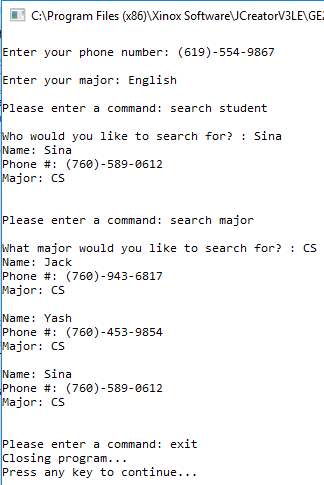 C:\Program Files (x86)\Xinox Software\JCreatorV3LE\GE2
Enter your phone number: (619)-554-9867
Enter your major: English
Please enter a command: search student
Who would you like to search for? : Sina
Name: Sina
Phone #: (760)-589-0612
Major: CS
Please enter a command: search major
What major would you like to search for? : CS
Name: Jack
Phone #: (760)-943-6817
Major: CS
Name: Yash
Phone #: (760)-453-9854
Major: CS
Name: Sina
Phone #: (760)-589-0612
Major: CS
Please enter a command: exit
Closing program...
Press any key to continue...